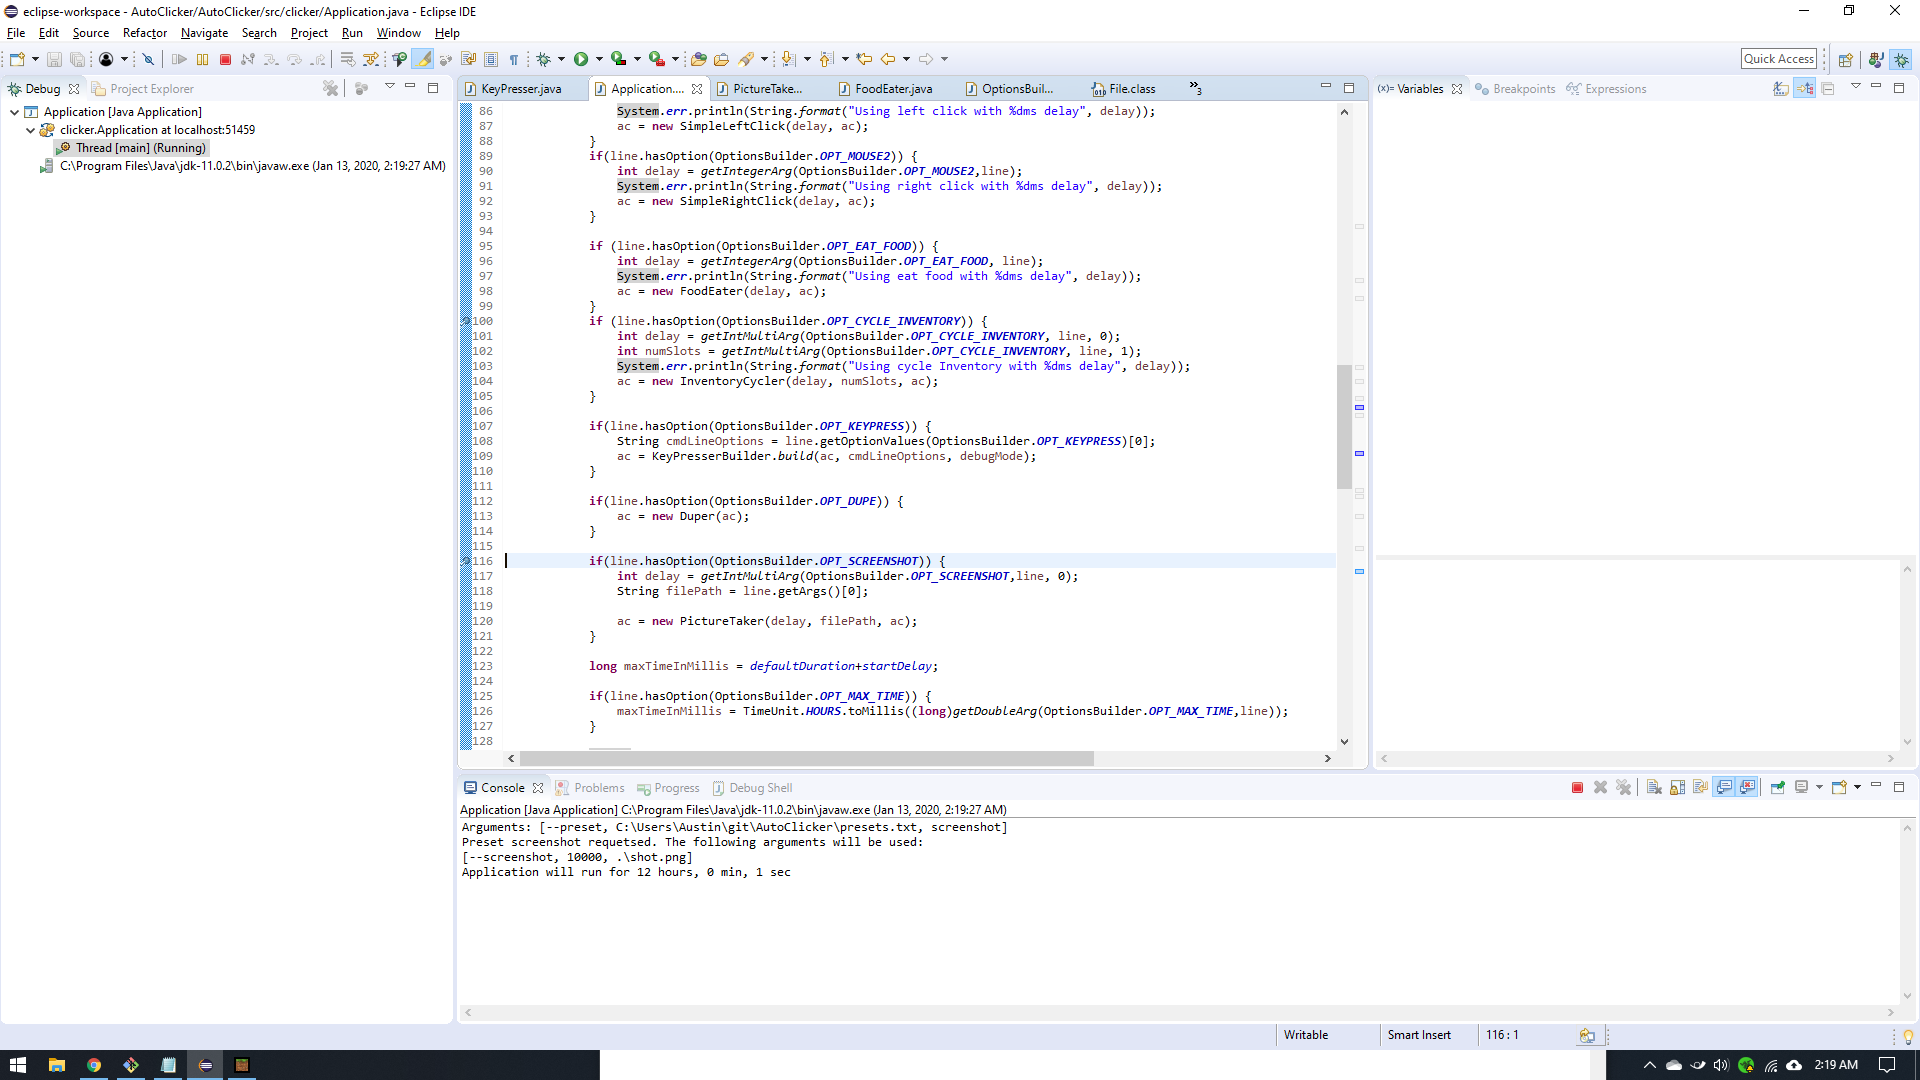 eclipse-workspace - AutoClicker/AutoClicker/src/clicker/Application.java - Eclipse IDE
File Edit Source Refactor Navigate Search Project Run Window Help
Quick Access
Debug Project Explorer
Application [Java Application]
clicker.Application at localhost:51459
Thread [main] (Running)
C:\Program Files\Java\jdk-11.0.2\bin\javaw.exe (Jan 13, 2020, 2:19:27 AM)
KeyPresser.java Application.... PictureTake... FoodEater.java OptionsBuil... File.class »3
86 System.err.println(String.format("Using left click with %dms delay", delay));
87 ac = new SimpleLeftClick(delay, ac);
88 }
89 if(line.hasOption(OptionsBuilder.OPT_MOUSE2)) {
90 int delay = getIntegerArg(OptionsBuilder.OPT_MOUSE2,line);
91 System.err.println(String.format("Using right click with %dms delay", delay));
92 ac = new SimpleRightClick(delay, ac);
93 }
94
95 if (line.hasOption(OptionsBuilder.OPT_EAT_FOOD)) {
96 int delay = getIntegerArg(OptionsBuilder.OPT_EAT_FOOD, line);
97 System.err.println(String.format("Using eat food with %dms delay", delay));
98 ac = new FoodEater(delay, ac);
99 }
100 if (line.hasOption(OptionsBuilder.OPT_CYCLE_INVENTORY)) {
101 int delay = getIntMultiArg(OptionsBuilder.OPT_CYCLE_INVENTORY, line, 0);
102 int numSlots = getIntMultiArg(OptionsBuilder.OPT_CYCLE_INVENTORY, line, 1);
103 System.err.println(String.format("Using cycle Inventory with %dms delay", delay));
104 ac = new InventoryCycler(delay, numSlots, ac);
105 }
106
107 if(line.hasOption(OptionsBuilder.OPT_KEYPRESS)) {
108 String cmdLineOptions = line.getOptionValues(OptionsBuilder.OPT_KEYPRESS)[0];
109 ac = KeyPresserBuilder.build(ac, cmdLineOptions, debugMode);
110 }
111
112 if(line.hasOption(OptionsBuilder.OPT_DUPE)) {
113 ac = new Duper(ac);
114 }
115
116 if(line.hasOption(OptionsBuilder.OPT_SCREENSHOT)) {
117 int delay = getIntMultiArg(OptionsBuilder.OPT_SCREENSHOT,line, 0);
118 String filePath = line.getArgs()[0];
119
120 ac = new PictureTaker(delay, filePath, ac);
121 }
122
123 long maxTimeInMillis = defaultDuration+startDelay;
124
125 if(line.hasOption(OptionsBuilder.OPT_MAX_TIME)) {
126 maxTimeInMillis = TimeUnit.HOURS.toMillis((long)getDoubleArg(OptionsBuilder.OPT_MAX_TIME,line));
127 }
128
(x)= Variables Breakpoints Expressions
Console Problems Progress Debug Shell
Application [Java Application] C:\Program Files\Java\jdk-11.0.2\bin\javaw.exe (Jan 13, 2020, 2:19:27 AM)
Arguments: [--preset, C:\Users\Austin\git\AutoClicker\presets.txt, screenshot]
Preset screenshot requetsed. The following arguments will be used:
[--screenshot, 10000, .\shot.png]
Application will run for 12 hours, 0 min, 1 sec
Writable Smart Insert 116 : 1
2:19 AM